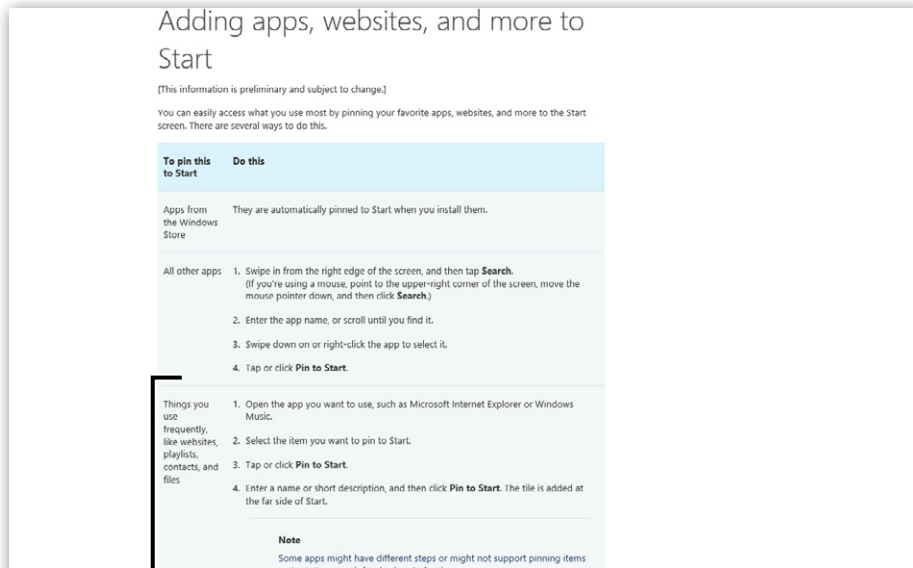 Adding apps, websites, and more to
Start
[This information is preliminary and subject to change.]
You can easily access what you use most by pinning your favorite apps, websites, and more to the Start
screen. There are several ways to do this.
To pin this
to Start
Do this
Apps from
the Windows
Store
They are automatically pinned to Start when you install them.
All other apps
1. Swipe in from the right edge of the screen, and then tap Search.
(If you're using a mouse, point to the upper-right corner of the screen, move the
mouse pointer down, and then click Search.)
2. Enter the app name, or scroll until you find it.
3. Swipe down on or right-click the app to select it.
4. Tap or click Pin to Start.
Things you
use
frequently,
like websites,
playlists,
contacts, and
files
1. Open the app you want to use, such as Microsoft Internet Explorer or Windows
Music.
2. Select the item you want to pin to Start.
3. Tap or click Pin to Start.
4. Enter a name or short description, and then click Pin to Start. The tile is added at
the far side of Start.
Note
Some apps might have different steps or might not support pinning items